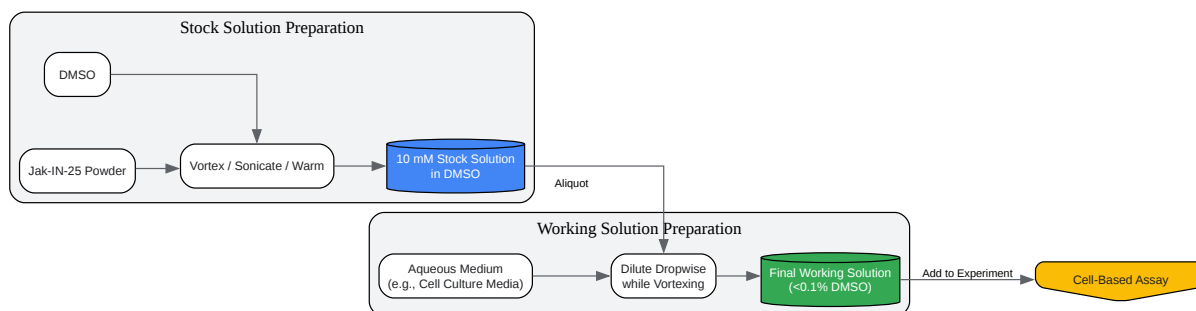 Stock Solution Preparation
DMSO
Jak-IN-25 Powder
Vortex / Sonicate / Warm
10 mM Stock Solution
in DMSO
Aliquot
Working Solution Preparation
Aqueous Medium
(e.g., Cell Culture Media)
Dilute Dropwise
while Vortexing
Final Working Solution
(<0.1% DMSO)
Add to Experiment
Cell-Based Assay